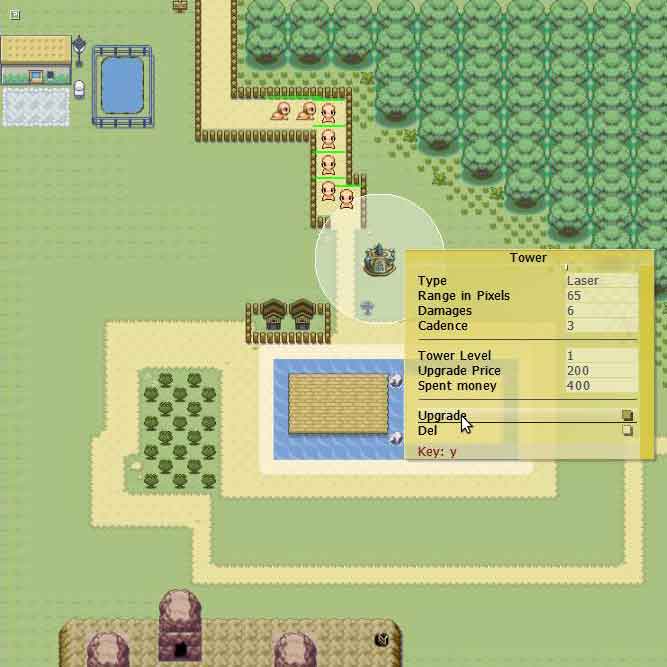 Tower
Type Laser
Range in Pixels 65
Damages 6
Cadence 3
Tower Level 1
Upgrade Price 200
Spent money 400
Upgrade
Del
Key: y